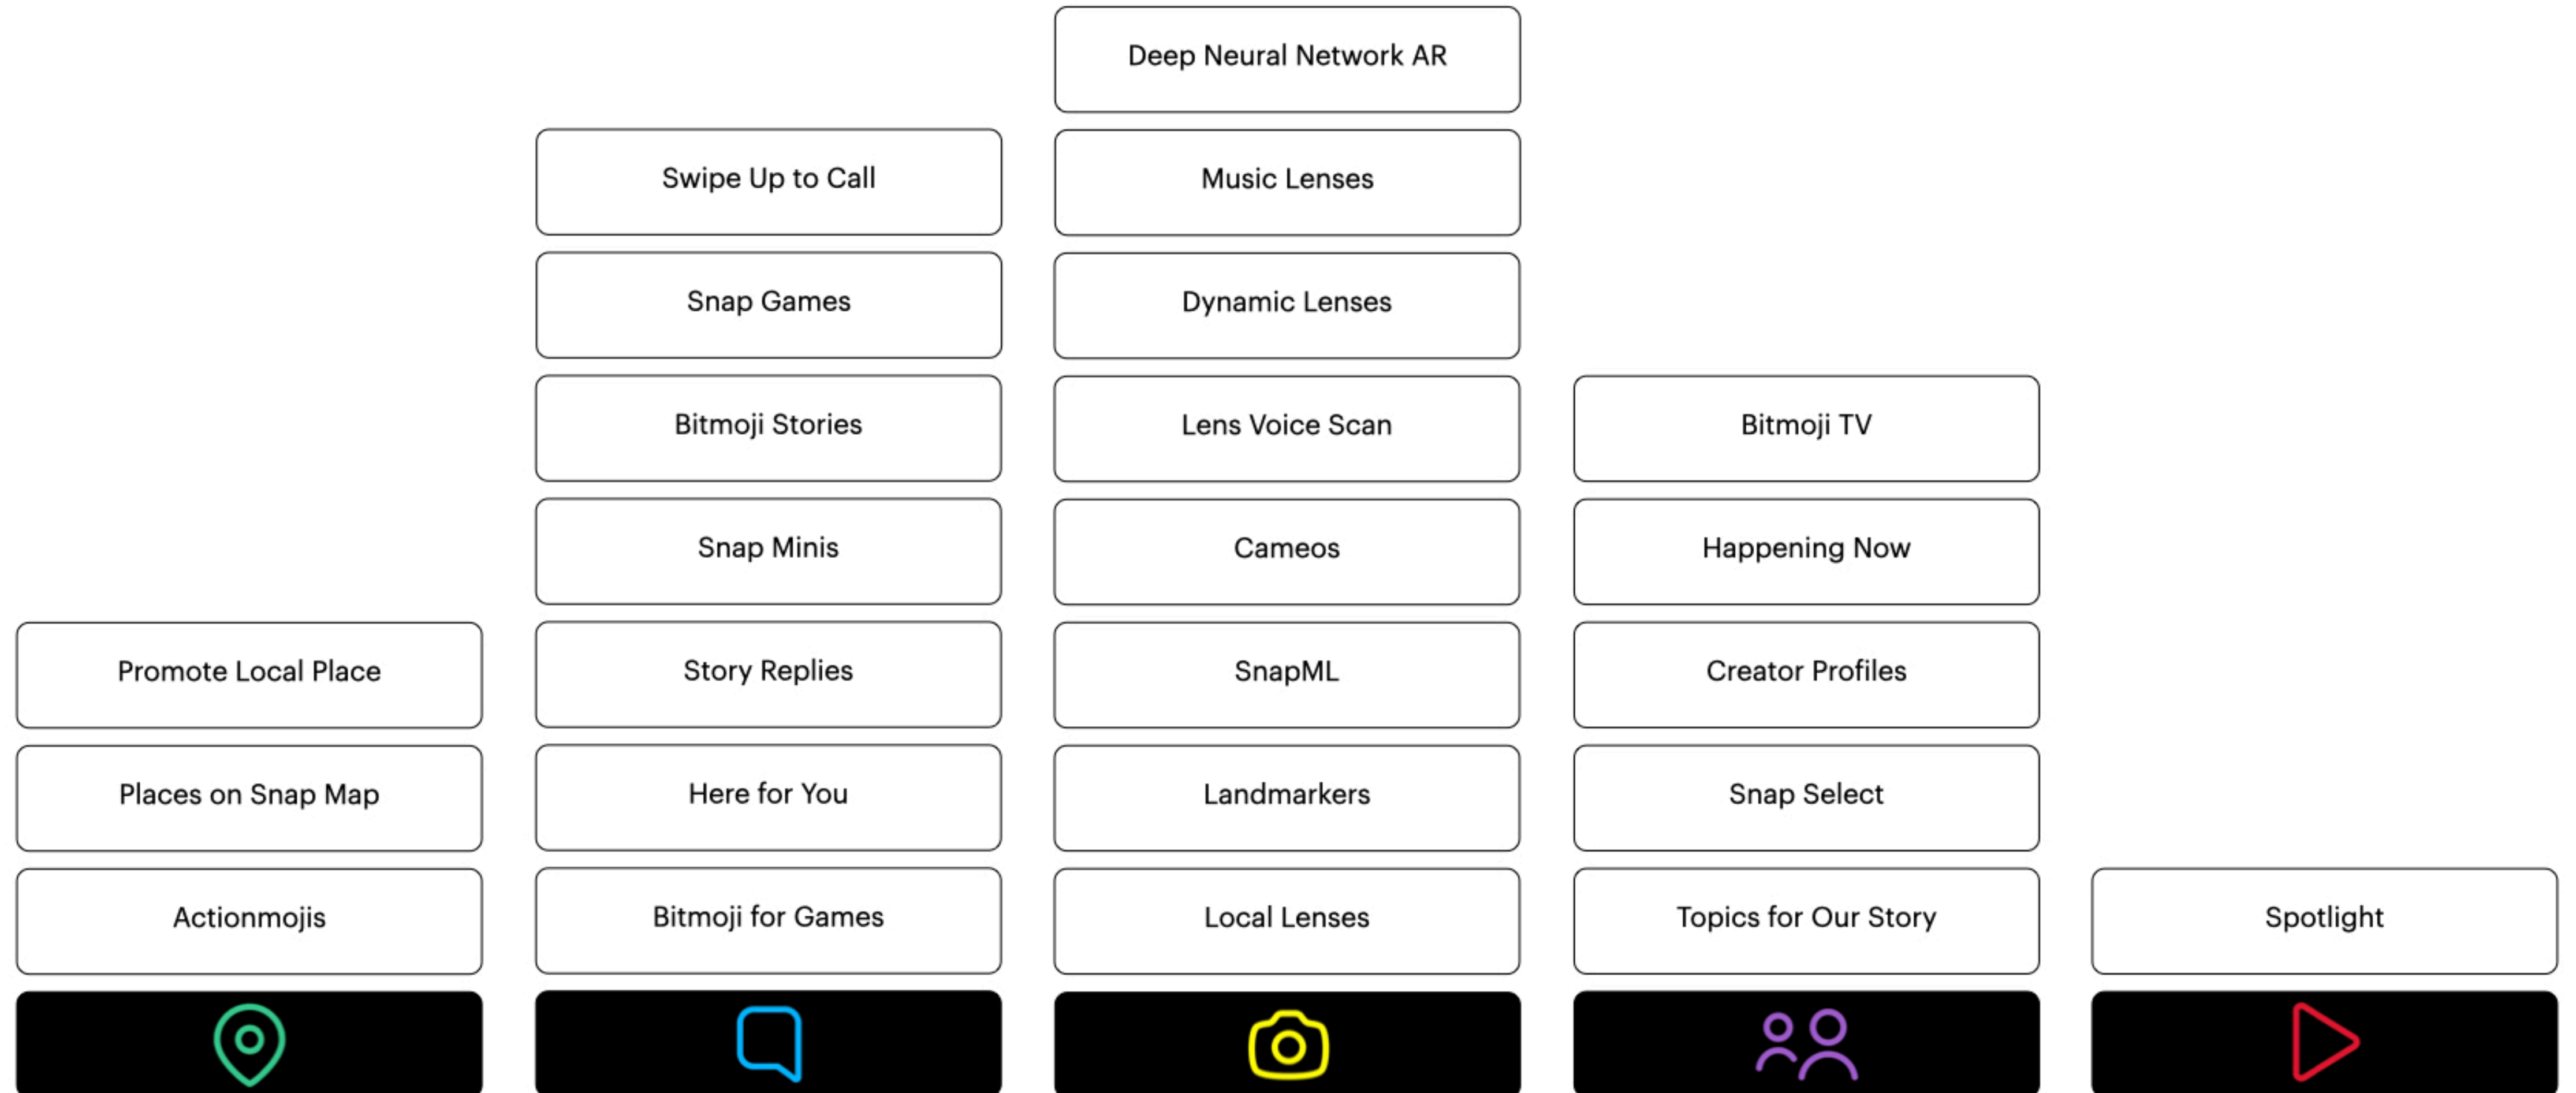 Deep Neural Network AR
Swipe Up to Call
Music Lenses
Snap Games
Dynamic Lenses
Bitmoji Stories
Lens Voice Scan
Bitmoji TV
Snap Minis
Cameos
Happening Now
Promote Local Place
Story Replies
SnapML
Creator Profiles
Places on Snap Map
Here for You
Landmarkers
Snap Select
Actionmojis
Bitmoji for Games
Local Lenses
Topics for Our Story
Spotlight